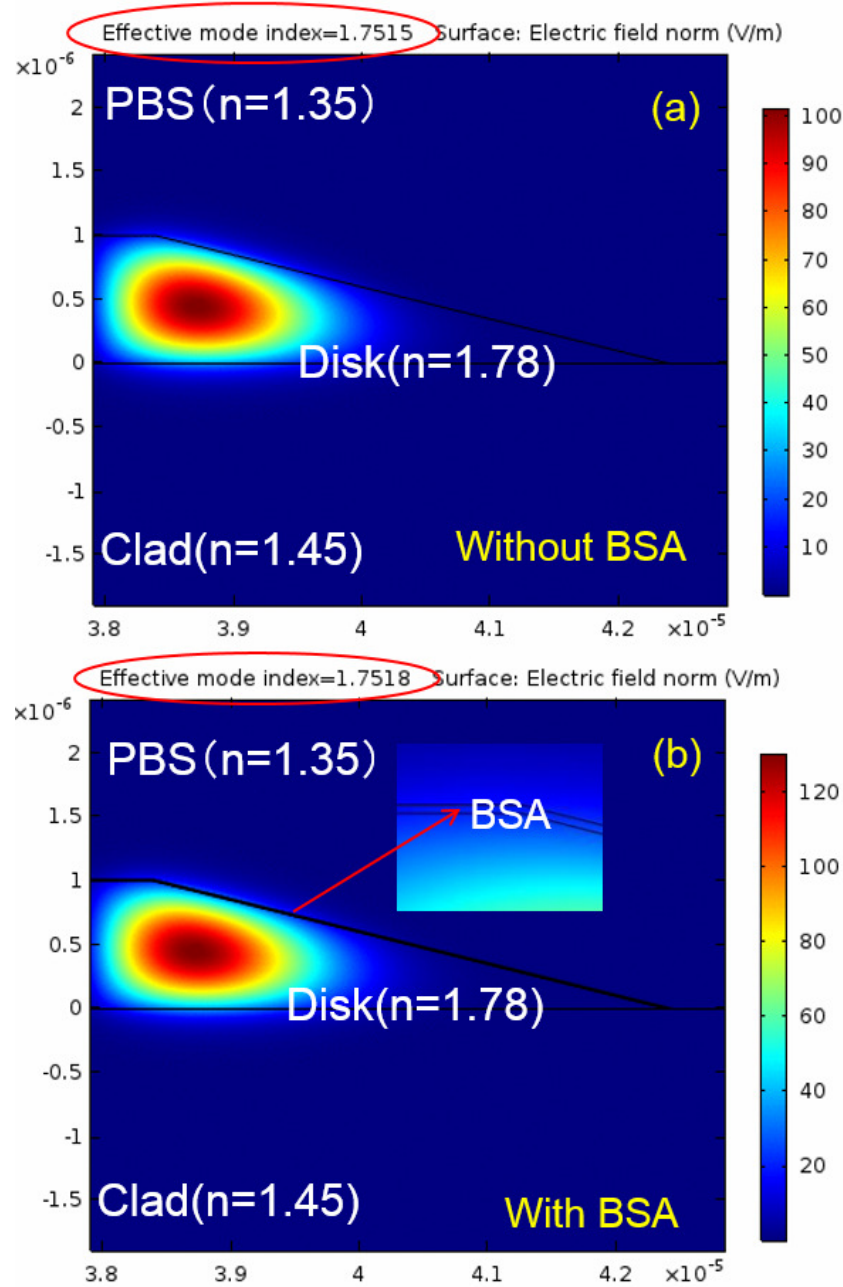 Effective mode index=1.7515 Surface: Electric field norm (V/m)
×10⁻⁶
PBS(n=1.35)
(a)
2
1.5
1
0.5
0
-0.5
-1
-1.5
Disk(n=1.78)
Clad(n=1.45)
Without BSA
3.8 3.9 4 4.1 4.2 ×10⁻⁵
100
90
80
70
60
50
40
30
20
10
Effective mode index=1.7518 Surface: Electric field norm (V/m)
×10⁻⁶
PBS(n=1.35)
(b)
BSA
2
1.5
1
0.5
0
-0.5
-1
-1.5
Disk(n=1.78)
Clad(n=1.45)
With BSA
3.8 3.9 4 4.1 4.2 ×10⁻⁵
120
100
80
60
40
20